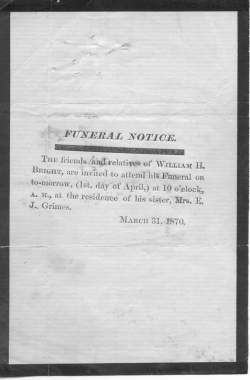 FUNERAL NOTICE.
THE friends and relatives of WILLIAM H.
BRIGHT, are invited to attend his Funeral on
to-morrow, (1st. day of April,) at 10 o'clock,
A. M., at the residence of his sister, Mrs. E.
J. Grimes.
MARCH 31, 1870.